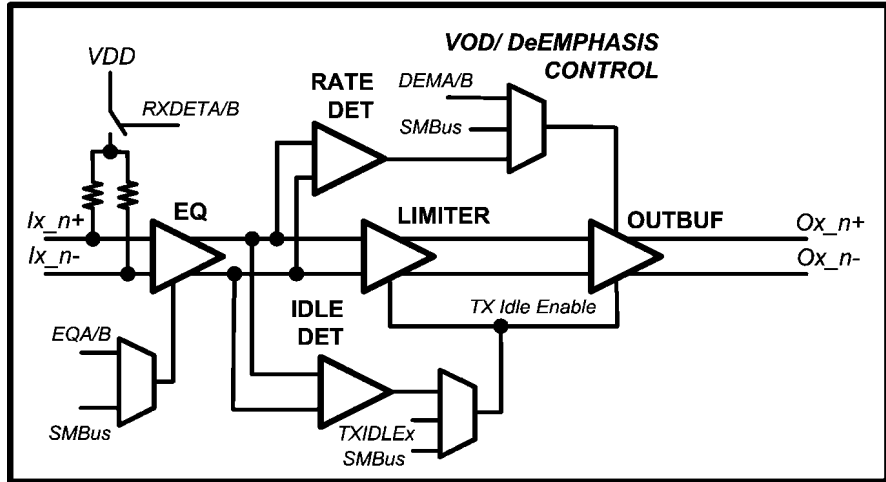 VOD/ DeEMPHASIS
CONTROL
VDD
RATE
DET
DEMA/B
RXDETA/B
SMBus
Ix_n+
EQ
LIMITER
OUTBUF
Ox_n+
Ix_n-
Ox_n-
IDLE
DET
TX Idle Enable
EQA/B
SMBus
TXIDLEx
SMBus